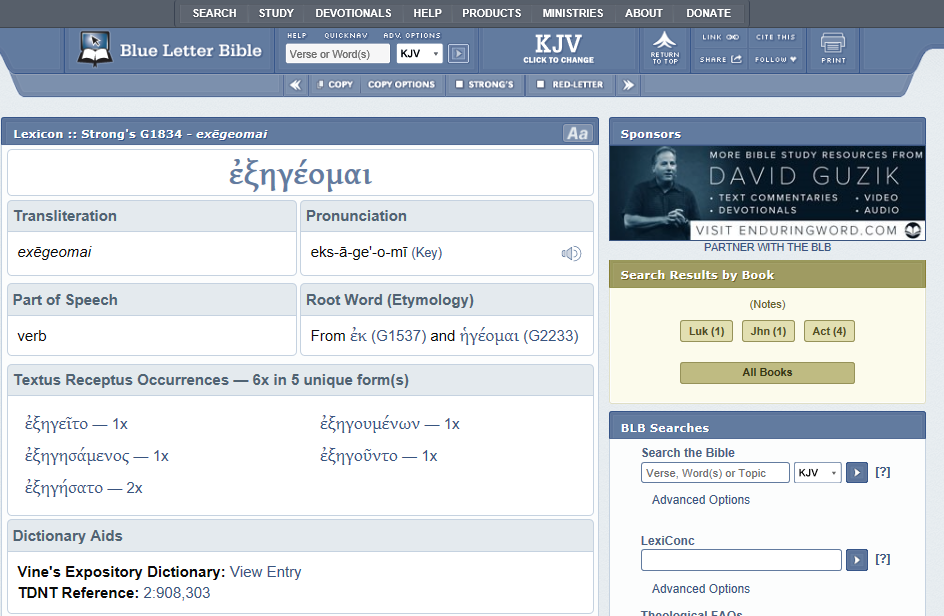 SEARCH STUDY DEVOTIONALS HELP PRODUCTS MINISTRIES ABOUT DONATE
Blue Letter Bible
HELP QUICKNAV ADV. OPTIONS
Verse or Word(s) KJV
KJV
CLICK TO CHANGE
RETURN
TO TOP
LINK CITE THIS
SHARE FOLLOW
PRINT
COPY COPY OPTIONS STRONG'S RED-LETTER
Lexicon :: Strong's G1834 - exēgeomai Aa
ἐξηγέομαι
Transliteration
exēgeomai
Pronunciation
eks-ā-ge'-o-mī (Key)
Part of Speech
verb
Root Word (Etymology)
From ἐκ (G1537) and ἡγέομαι (G2233)
Textus Receptus Occurrences — 6x in 5 unique form(s)
ἐξηγεῖτο — 1x
ἐξηγουμένων — 1x
ἐξηγησάμενος — 1x
ἐξηγοῦντο — 1x
ἐξηγήσατο — 2x
Dictionary Aids
Vine's Expository Dictionary: View Entry
TDNT Reference: 2:908,303
Sponsors
MORE BIBLE STUDY RESOURCES FROM
DAVID GUZIK
• TEXT COMMENTARIES • VIDEO
• DEVOTIONALS • AUDIO
VISIT ENDURINGWORD.COM
PARTNER WITH THE BLB
Search Results by Book
(Notes)
Luk (1) Jhn (1) Act (4)
All Books
BLB Searches
Search the Bible
Verse, Word(s) or Topic KJV [?]
Advanced Options
LexiConc
[?]
Advanced Options
Theological FAQs